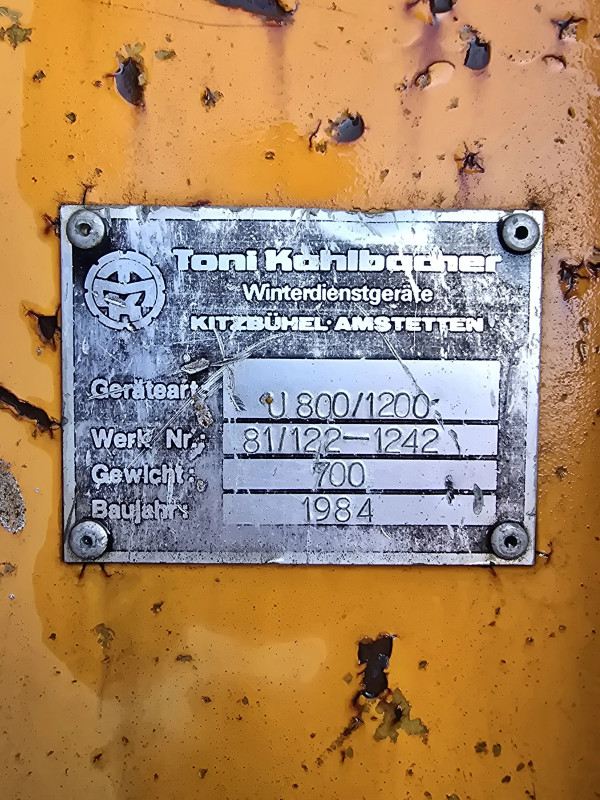 Toni Kahlbacher
Winterdienstgeräte
KITZBÜHEL·AMSTETTEN
Geräteart: U 800/1200
Werk Nr.: 81/122-1242
Gewicht: 700
Baujahr: 1984